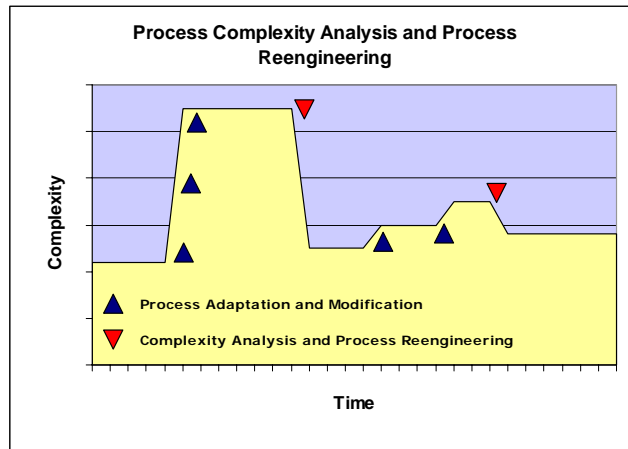 Process Complexity Analysis and Process
Reengineering
Complexity
Process Adaptation and Modification
Complexity Analysis and Process Reengineering
Time